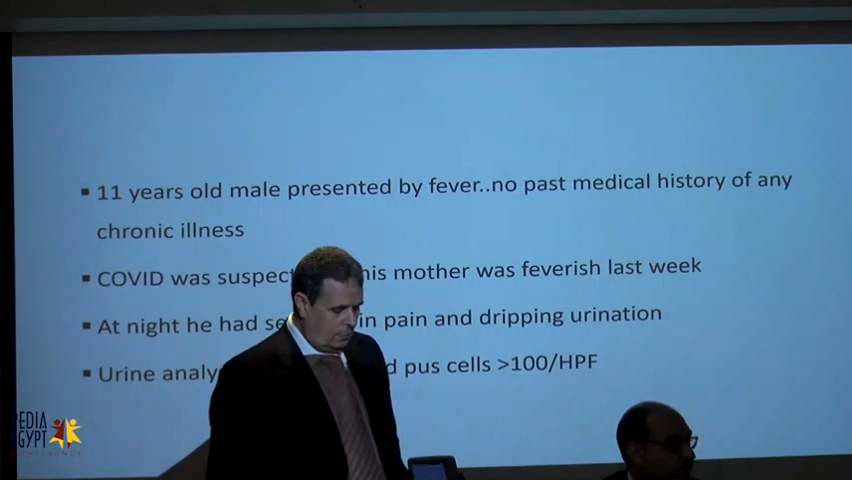 ▪ 11 years old male presented by fever..no past medical history of any
chronic illness
▪ COVID was suspect his mother was feverish last week
▪ At night he had se in pain and dripping urination
▪ Urine analy d pus cells >100/HPF
PEDIA
EGYPT